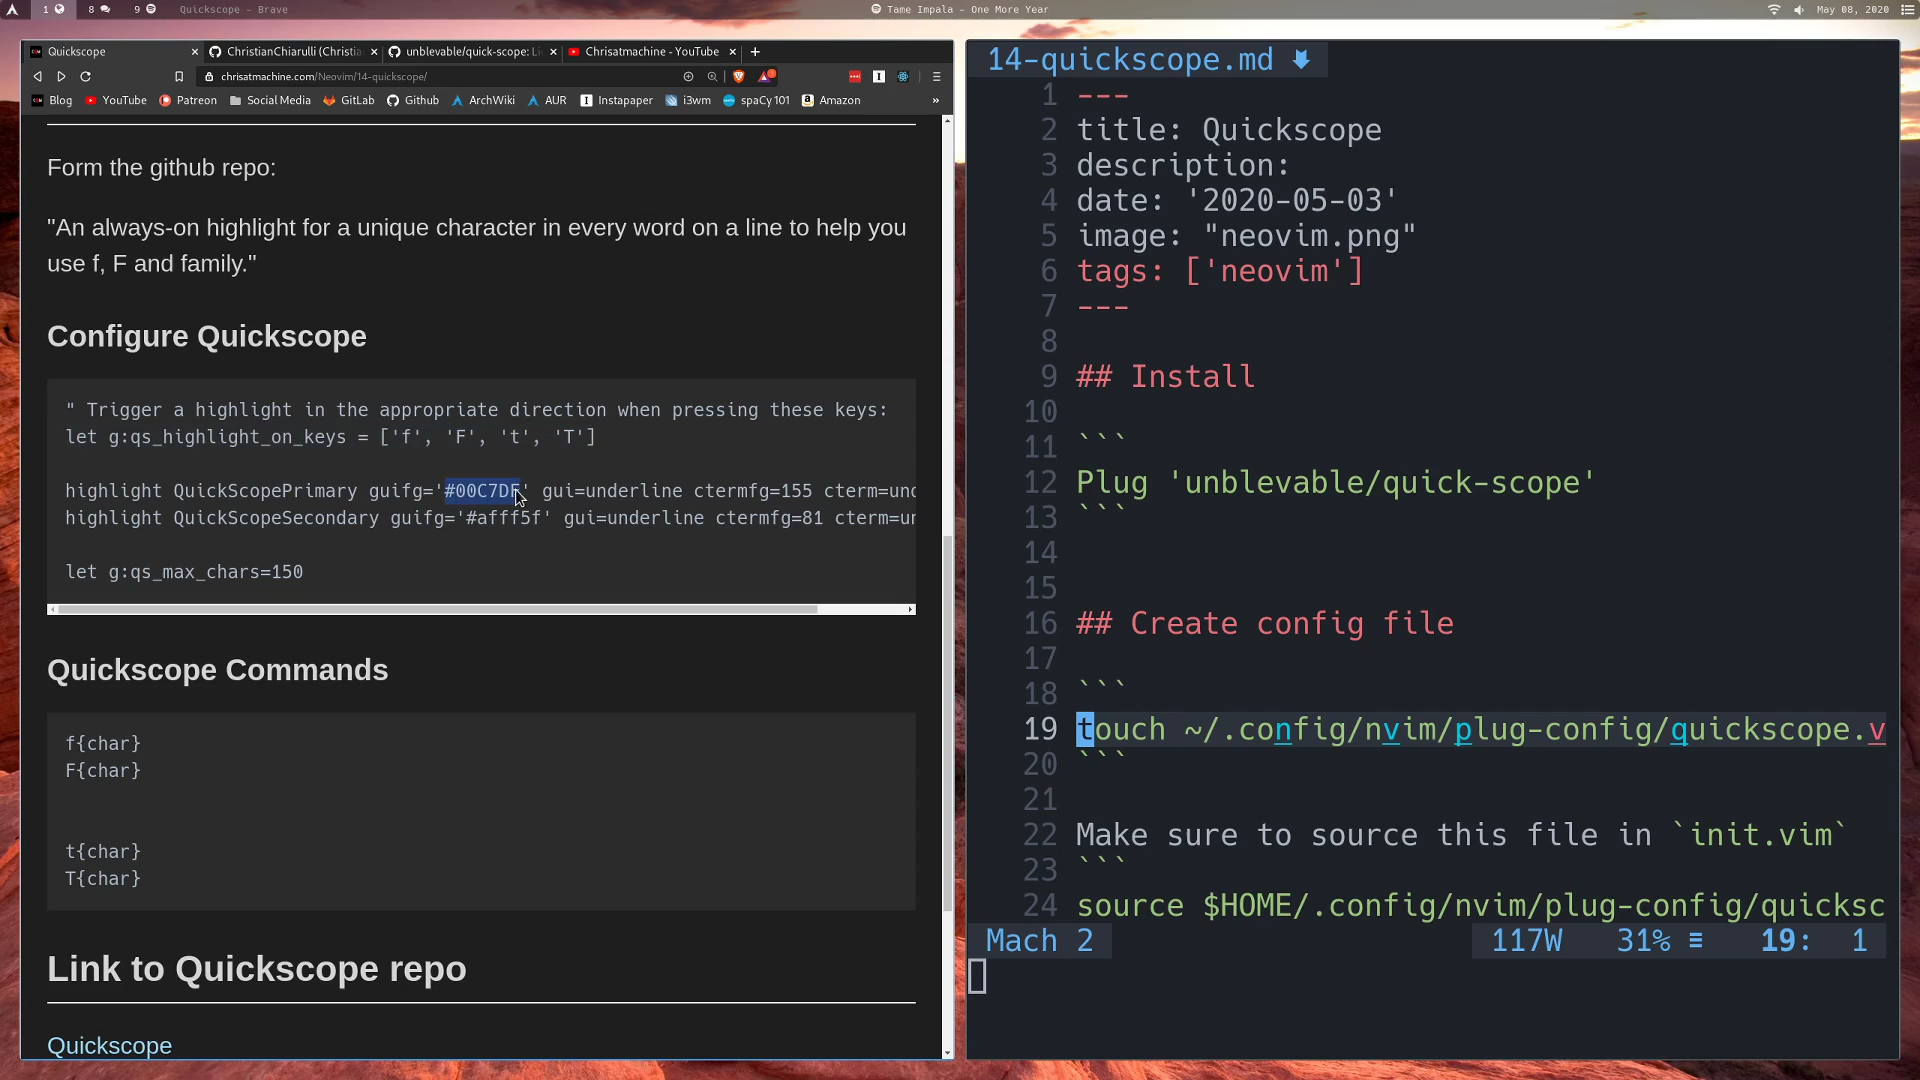 1
8
9
Quickscope - Brave
Tame Impala - One More Year
May 08, 2020
Quickscope
ChristianChiarulli (Christia
unblevable/quick-scope: Li
Chrisatmachine - YouTube
chrisatmachine.com/Neovim/14-quickscope/
Blog YouTube Patreon Social Media GitLab Github ArchWiki AUR Instapaper i3wm spaCy 101 Amazon »
Form the github repo:
"An always-on highlight for a unique character in every word on a line to help you
use f, F and family."
Configure Quickscope
" Trigger a highlight in the appropriate direction when pressing these keys:
let g:qs_highlight_on_keys = ['f', 'F', 't', 'T']
highlight QuickScopePrimary guifg='#00C7DF' gui=underline ctermfg=155 cterm=und
highlight QuickScopeSecondary guifg='#afff5f' gui=underline ctermfg=81 cterm=un
let g:qs_max_chars=150
Quickscope Commands
f{char}
F{char}
t{char}
T{char}
Link to Quickscope repo
Quickscope
14-quickscope.md
1 ---
2 title: Quickscope
3 description:
4 date: '2020-05-03'
5 image: "neovim.png"
6 tags: ['neovim']
7 ---
8
9 ## Install
10
11 ```
12 Plug 'unblevable/quick-scope'
13 ```
14
15
16 ## Create config file
17
18 ```
19 touch ~/.config/nvim/plug-config/quickscope.v
20 ```
21
22 Make sure to source this file in `init.vim`
23 ```
24 source $HOME/.config/nvim/plug-config/quicksc
Mach 2 117W 31% ≡ 19: 1